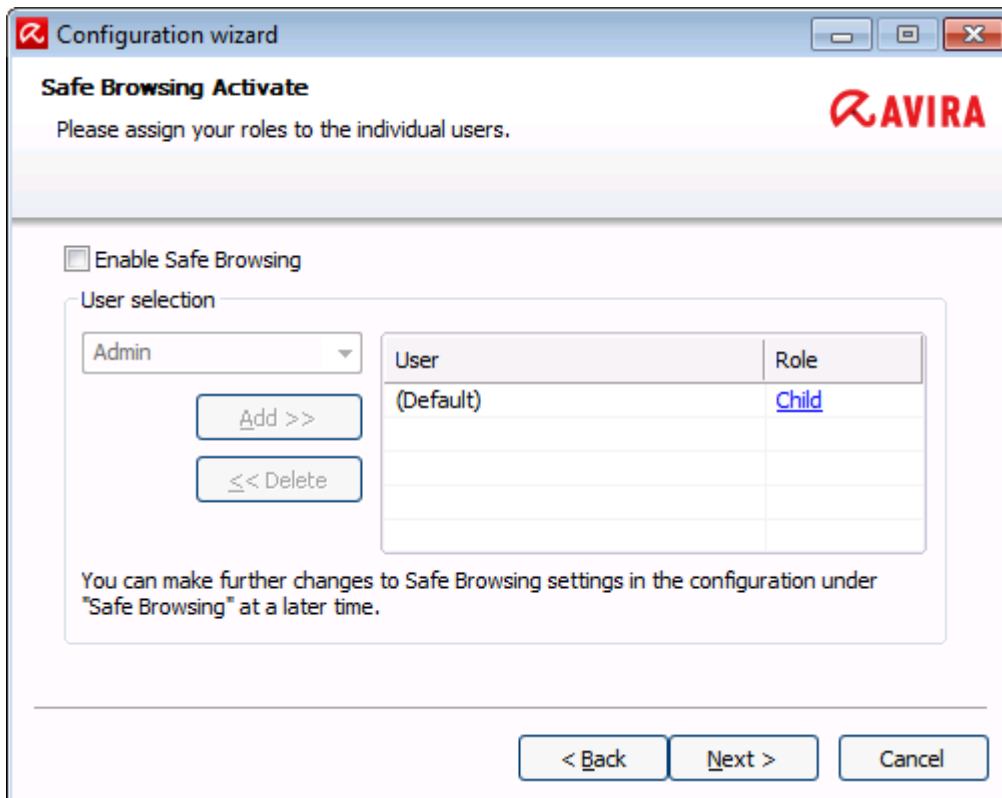 Configuration wizard
Safe Browsing Activate
Please assign your roles to the individual users.
AVIRA
Enable Safe Browsing
User selection
Admin
User Role
(Default) Child
Add >>
<< Delete
You can make further changes to Safe Browsing settings in the configuration under
"Safe Browsing" at a later time.
< Back Next > Cancel